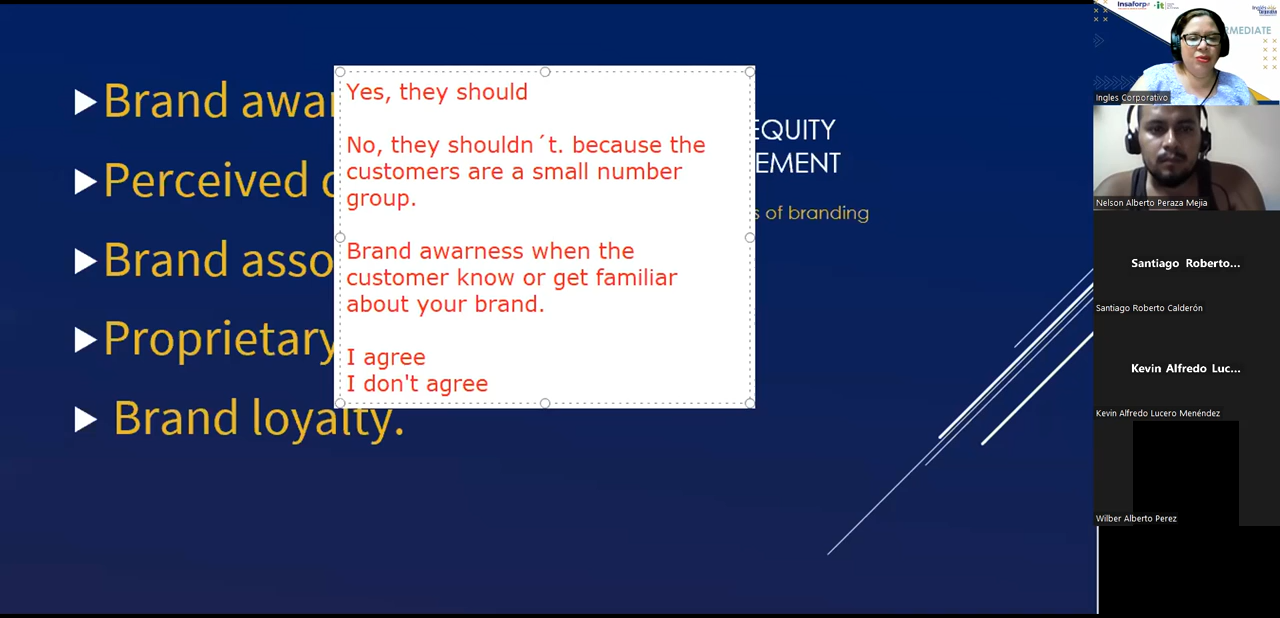 Brand awar
Perceived
Brand asso
Proprietary
Brand loyalty.
Yes, they should
No, they shouldn´t. because the
customers are a small number
group.
Brand awarness when the
customer know or get familiar
about your brand.
I agree
I don't agree
EQUITY
EMENT
s of branding
Insaforp
it
RMEDIATE
Ingles Corporativo
Nelson Alberto Peraza Mejia
Santiago Roberto...
Santiago Roberto Calderón
Kevin Alfredo Luc...
Kevin Alfredo Lucero Menéndez
Wilber Alberto Perez